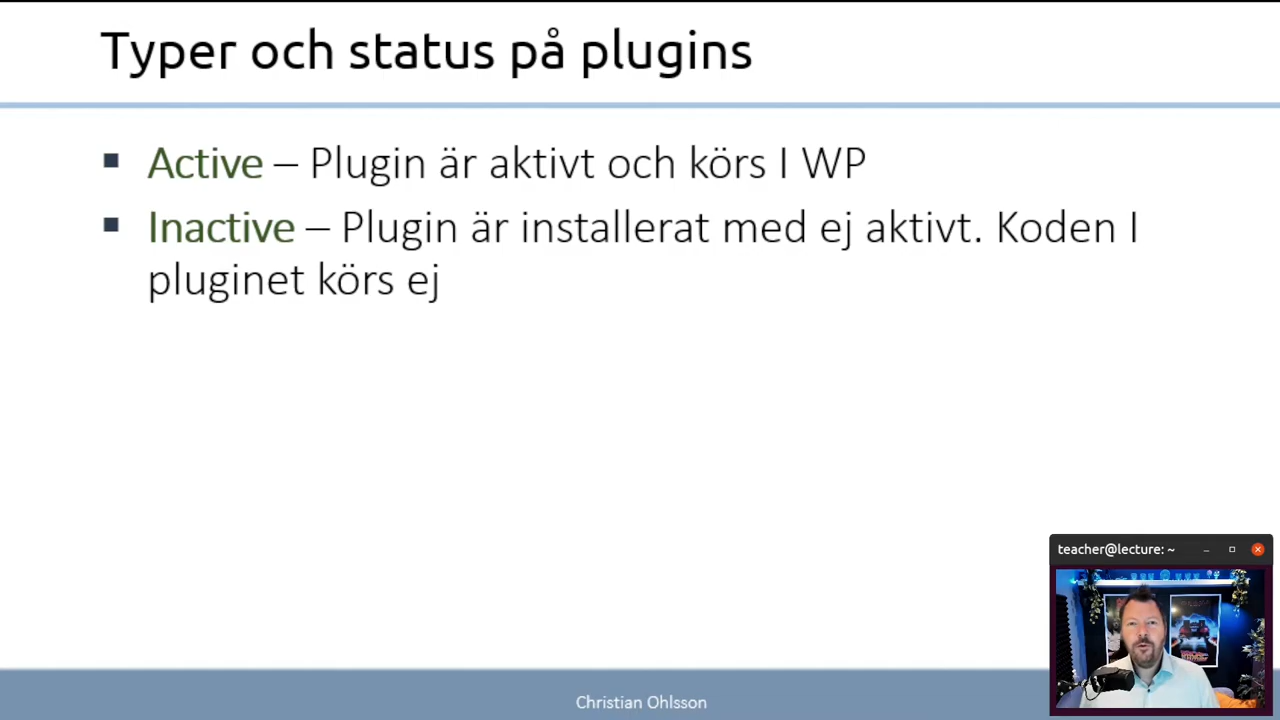 Typer och status på plugins
▪ Active – Plugin är aktivt och körs I WP
▪ Inactive – Plugin är installerat med ej aktivt. Koden I
pluginet körs ej
teacher@lecture: ~
Christian Ohlsson